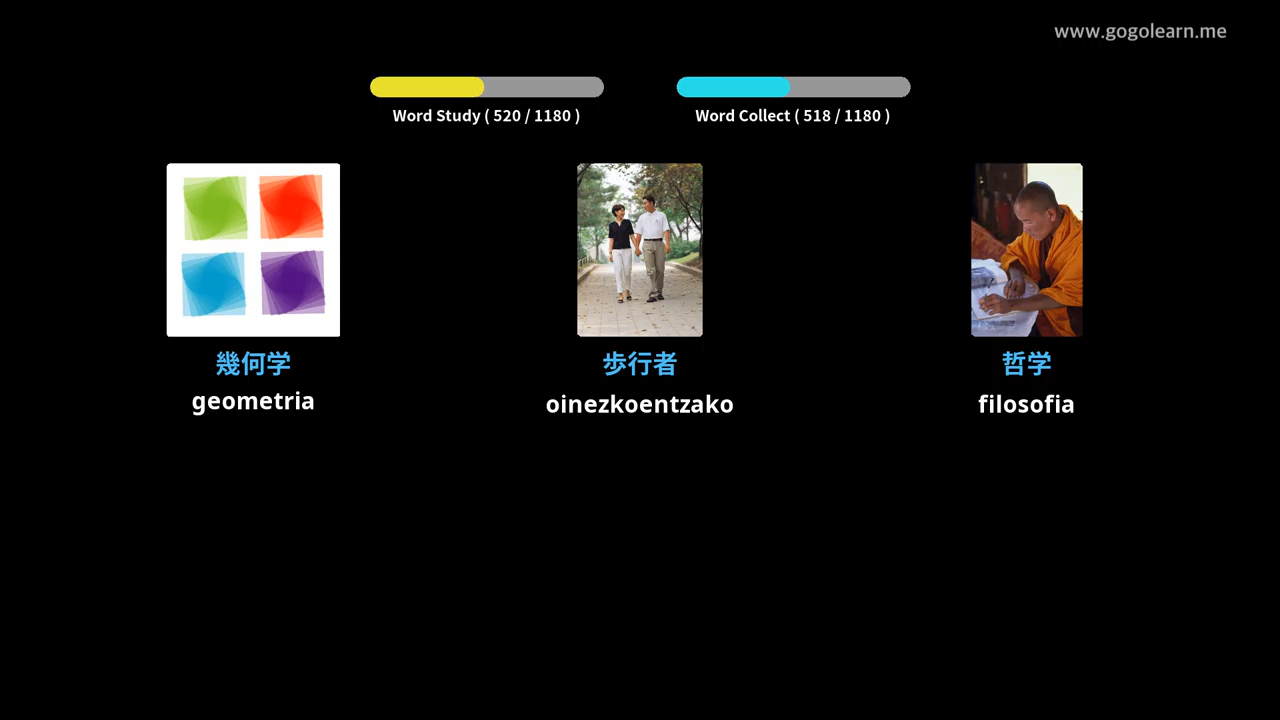 www.gogolearn.me
Word Study ( 520 / 1180 )
Word Collect ( 518 / 1180 )
幾何学
geometria
歩行者
oinezkoentzako
哲学
filosofia